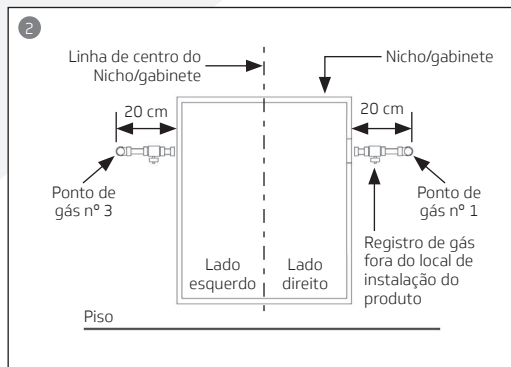 2
Linha de centro do
Nicho/gabinete
Nicho/gabinete
20 cm
20 cm
Ponto de
gás nº 3
Ponto de
gás nº 1
Registro de gás
fora do local de
instalação do
produto
Lado
esquerdo
Lado
direito
Piso